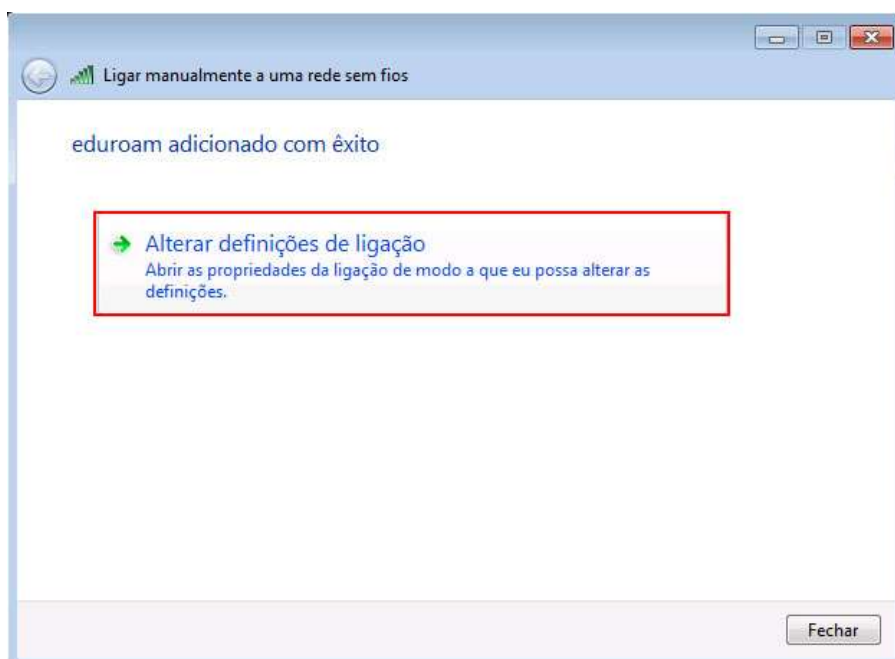 Ligar manualmente a uma rede sem fios
eduroam adicionado com êxito
Alterar definições de ligação
Abrir as propriedades da ligação de modo a que eu possa alterar as
definições.
Fechar